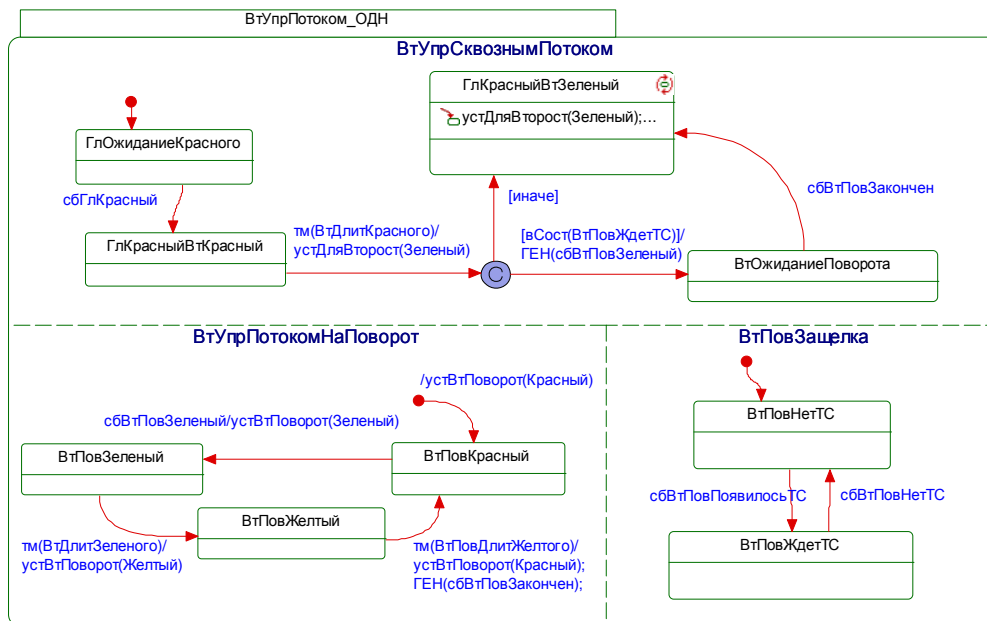 ВтУпрПотоком_ОДН
ВтУпрСквознымПотоком
ГлКрасныйВтЗеленый
устДляВторост(Зеленый);...
ГлОжиданиеКрасного
сбГлКрасный
ГлКрасныйВтКрасный
тм(ВтДлитКрасного)/
устДляВторост(Зеленый)
C
[иначе]
[вСост(ВтПовЖдетТС)]/
ГЕН(сбВтПовЗеленый)
сбВтПовЗакончен
ВтОжиданиеПоворота
ВтУпрПотокомНаПоворот
/устВтПоворот(Красный)
сбВтПовЗеленый/устВтПоворот(Зеленый)
ВтПовЗеленый
ВтПовКрасный
ВтПовЖелтый
тм(ВтДлитЗеленого)/
устВтПоворот(Желтый)
тм(ВтПовДлитЖелтого)/
устВтПоворот(Красный);
ГЕН(сбВтПовЗакончен);
ВтПовЗащелка
ВтПовНетТС
сбВтПовПоявилосьТС
сбВтПовНетТС
ВтПовЖдетТС